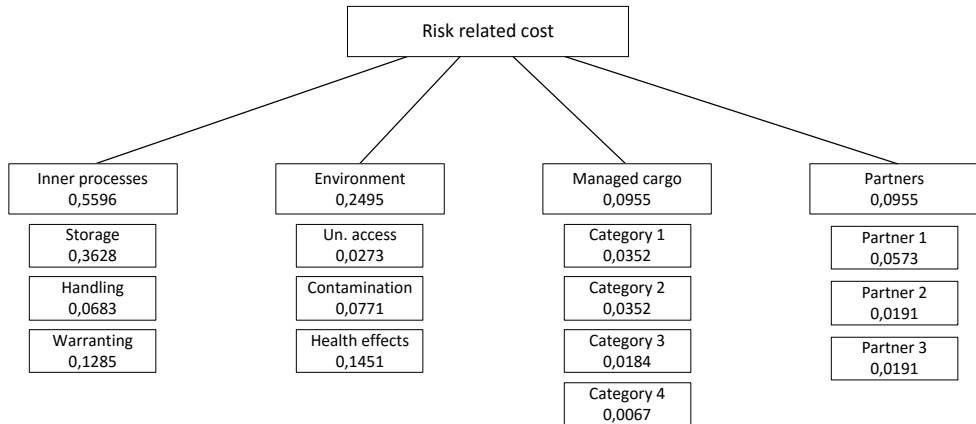 Risk related cost
Inner processes
0,5596
Storage
0,3628
Handling
0,0683
Warranting
0,1285
Environment
0,2495
Un. access
0,0273
Contamination
0,0771
Health effects
0,1451
Managed cargo
0,0955
Category 1
0,0352
Category 2
0,0352
Category 3
0,0184
Category 4
0,0067
Partners
0,0955
Partner 1
0,0573
Partner 2
0,0191
Partner 3
0,0191